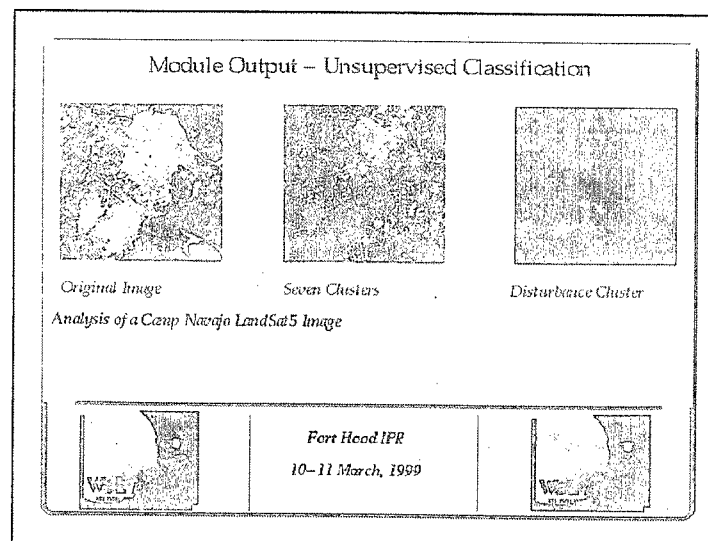 Module Output – Unsupervised Classification
Original Image
Seven Clusters
Disturbance Cluster
Analysis of a Camp Navajo LandSat5 Image
Fort Hood IPR
10–11 March, 1999